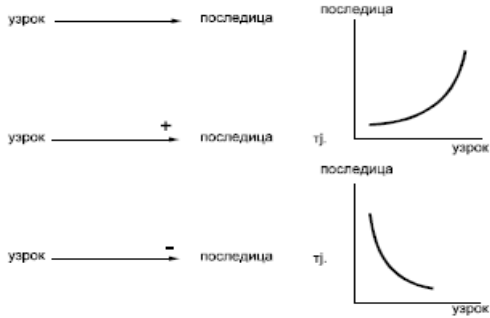 последица
узрок последица
+
узрок последица тј.
узрок
последица
-
узрок последица тј.
узрок